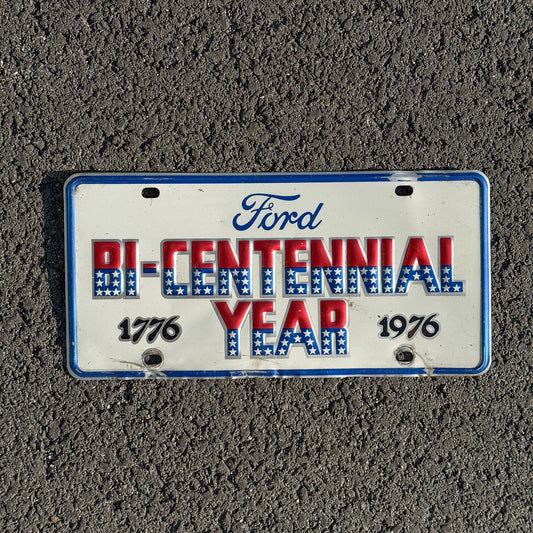 Ford
BI-CENTENNIAL
YEAR
1776 1976